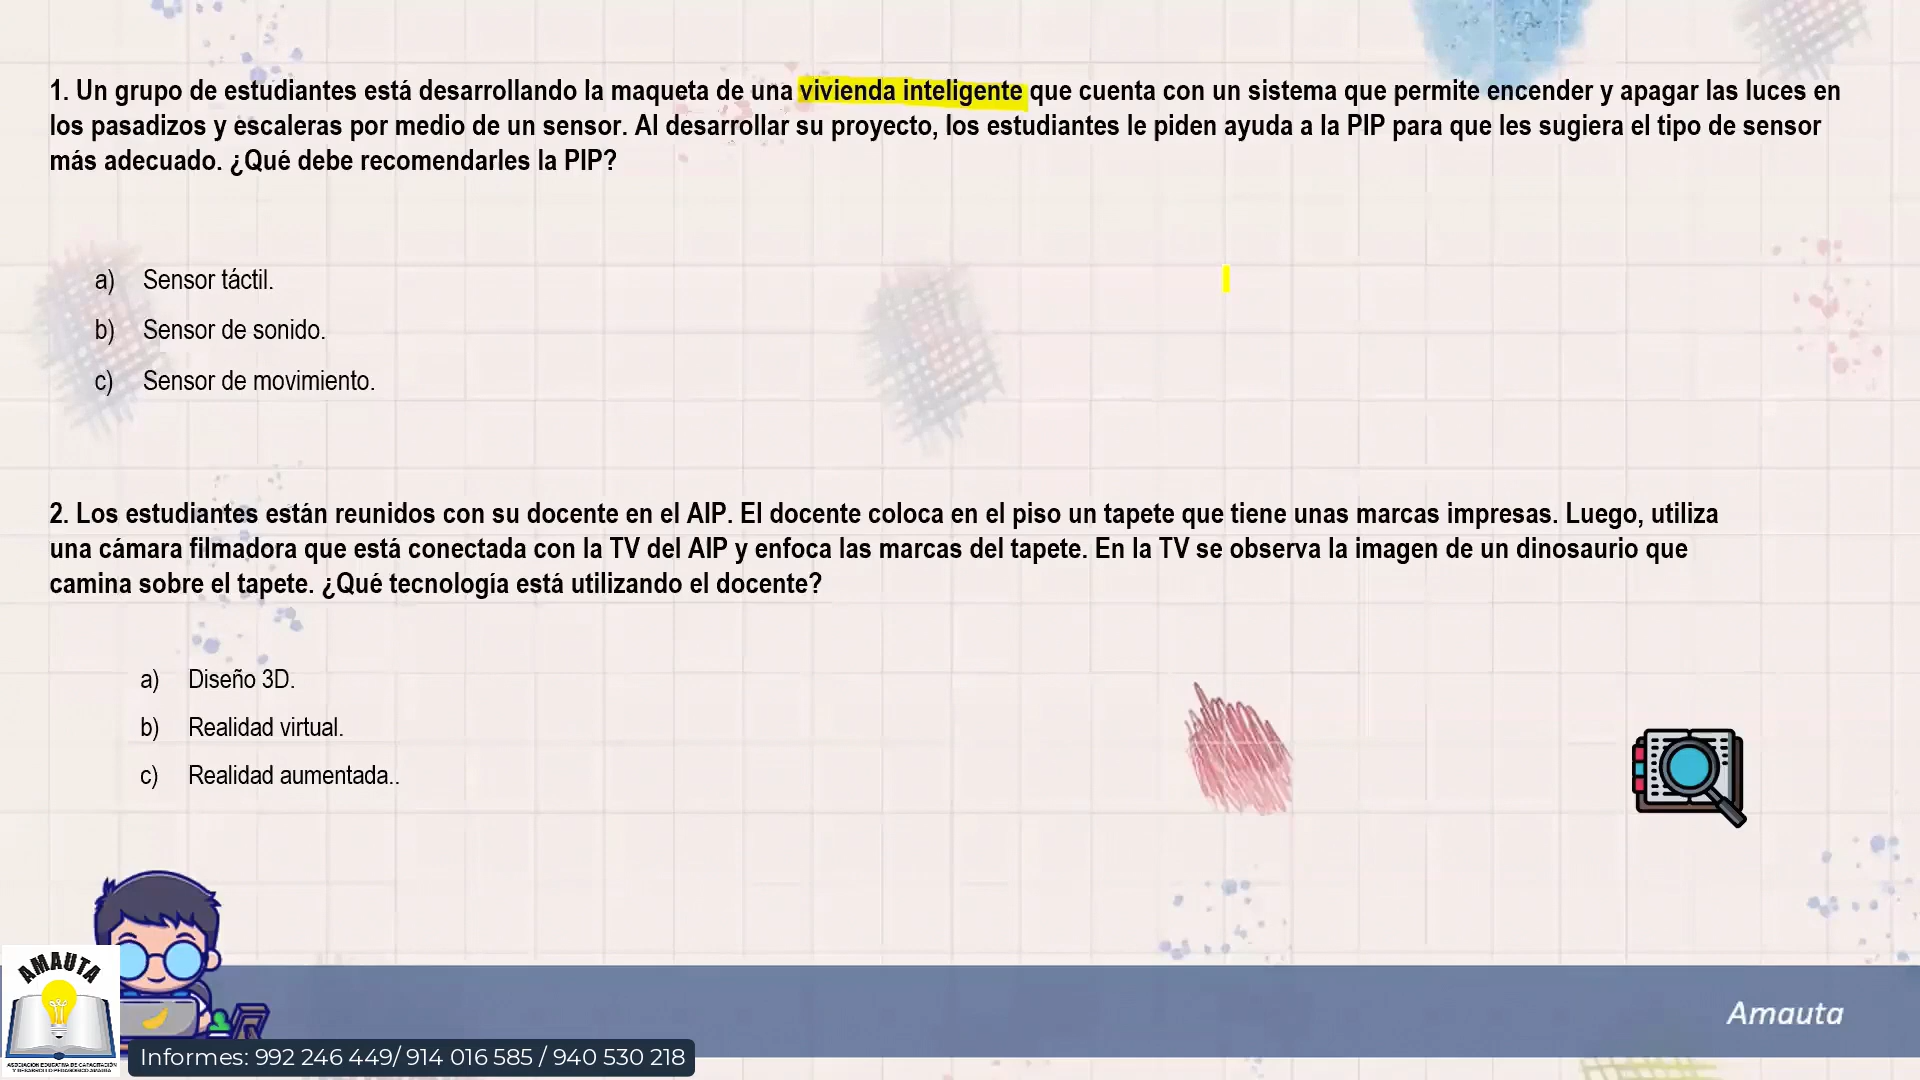 1. Un grupo de estudiantes está desarrollando la maqueta de una vivienda inteligente que cuenta con un sistema que permite encender y apagar las luces en
los pasadizos y escaleras por medio de un sensor. Al desarrollar su proyecto, los estudiantes le piden ayuda a la PIP para que les sugiera el tipo de sensor
más adecuado. ¿Qué debe recomendarles la PIP?
a) Sensor táctil.
b) Sensor de sonido.
c) Sensor de movimiento.
2. Los estudiantes están reunidos con su docente en el AIP. El docente coloca en el piso un tapete que tiene unas marcas impresas. Luego, utiliza
una cámara filmadora que está conectada con la TV del AIP y enfoca las marcas del tapete. En la TV se observa la imagen de un dinosaurio que
camina sobre el tapete. ¿Qué tecnología está utilizando el docente?
a) Diseño 3D.
b) Realidad virtual.
c) Realidad aumentada..
AMAUTA
ASOCIACION EDUCATIVA DE CAPACITACIÓN
Amauta
Informes: 992 246 449/ 914 016 585 / 940 530 218